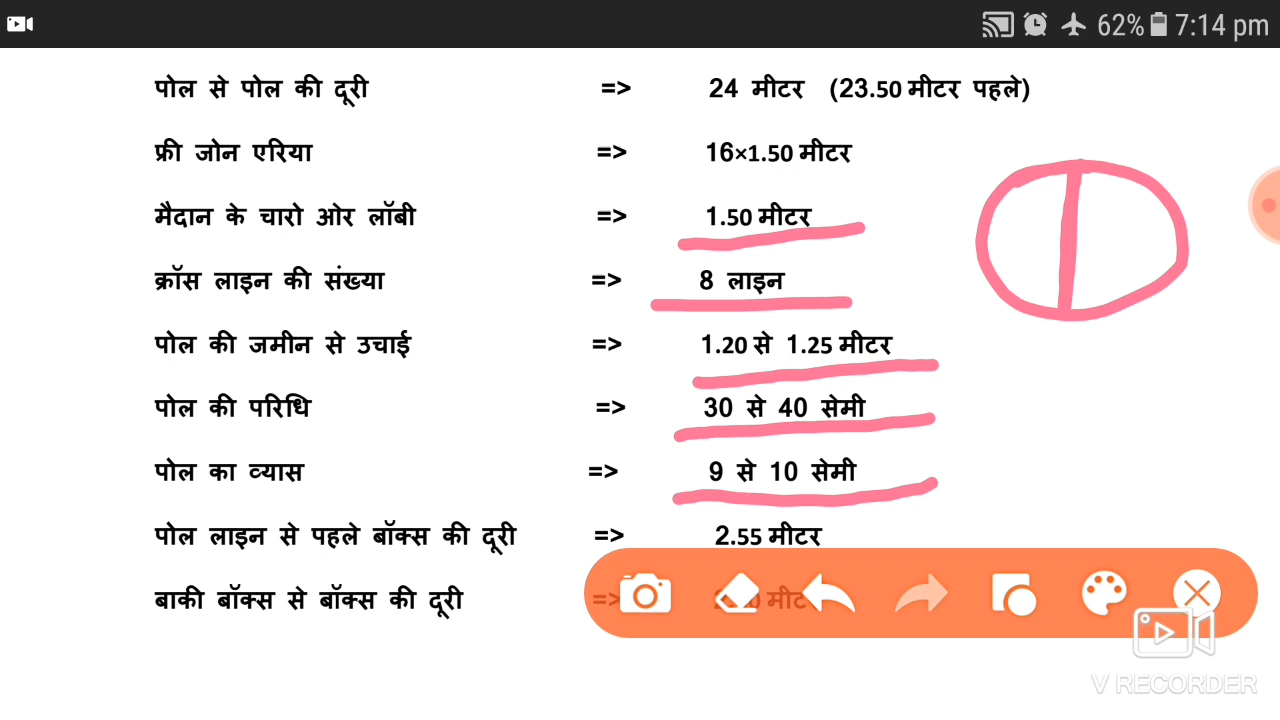 62% 7:14 pm
पोल से पोल की दूरी => 24 मीटर (23.50 मीटर पहले)
फ्री जोन एरिया => 16×1.50 मीटर
मैदान के चारो ओर लॉबी => 1.50 मीटर
क्रॉस लाइन की संख्या => 8 लाइन
पोल की जमीन से उचाई => 1.20 से 1.25 मीटर
पोल की परिधि => 30 से 40 सेमी
पोल का व्यास => 9 से 10 सेमी
पोल लाइन से पहले बॉक्स की दूरी => 2.55 मीटर
बाकी बॉक्स से बॉक्स की दूरी =>
V RECORDER